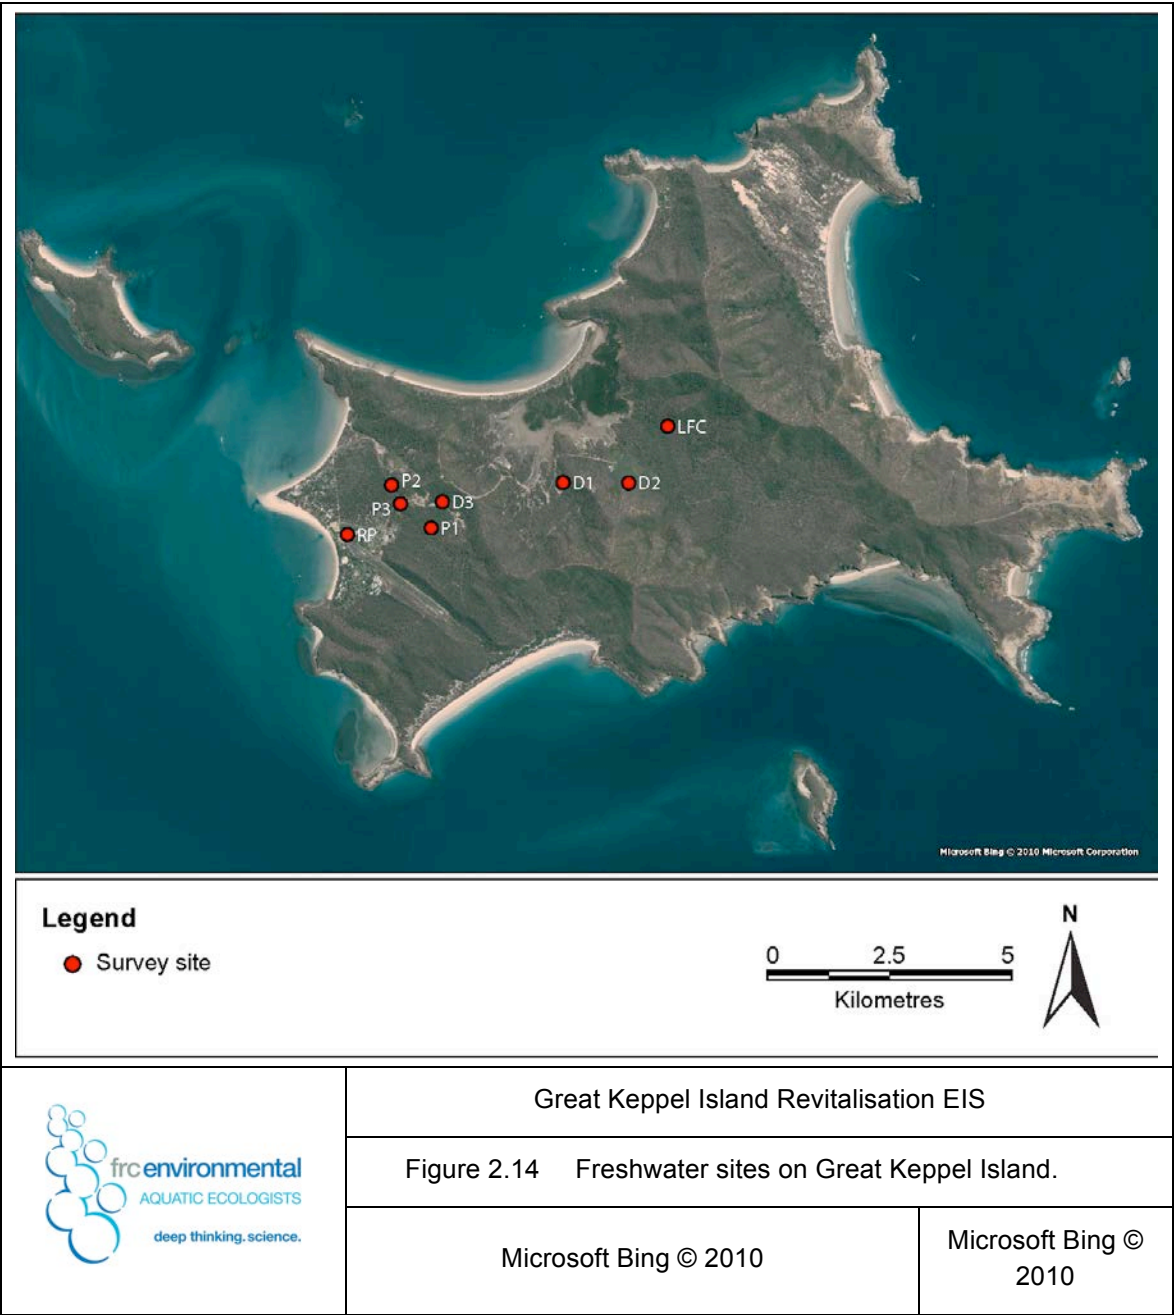 LFC
P2
D1
D2
P3
D3
P1
RP
Microsoft Bing © 2010 Microsoft Corporation
Legend
Survey site
0 2.5 5
Kilometres
N
frcenvironmental
AQUATIC ECOLOGISTS
deep thinking.science.
Great Keppel Island Revitalisation EIS
Figure 2.14 Freshwater sites on Great Keppel Island.
Microsoft Bing © 2010
Microsoft Bing ©
2010